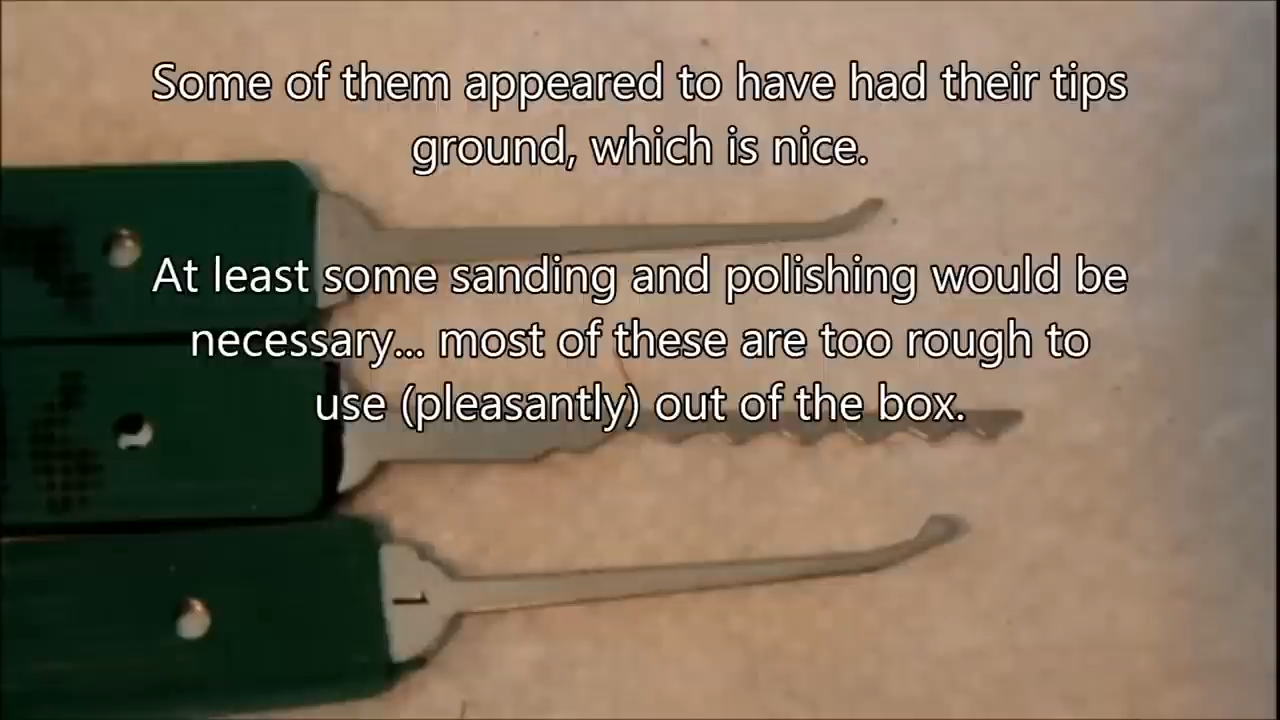 Some of them appeared to have had their tips
ground, which is nice.
At least some sanding and polishing would be
necessary... most of these are too rough to
use (pleasantly) out of the box.
1